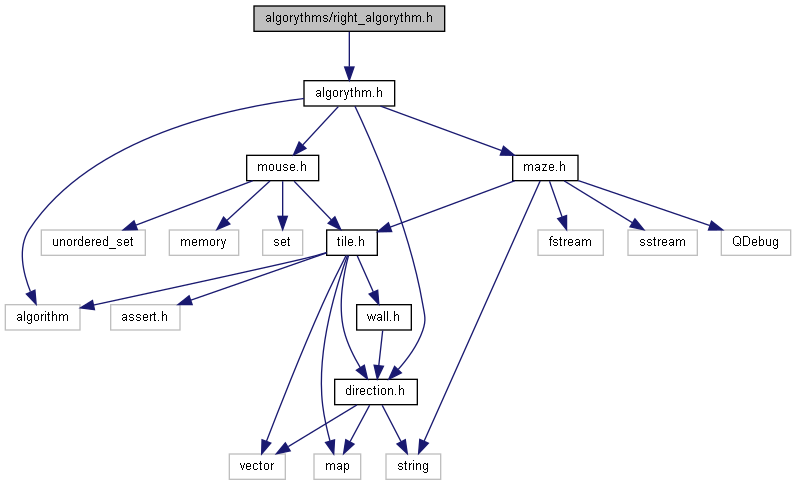 algorythms/right_algorythm.h
algorythm.h
mouse.h
maze.h
unordered_set
memory
set
tile.h
fstream
sstream
QDebug
algorithm
assert.h
wall.h
direction.h
vector
map
string